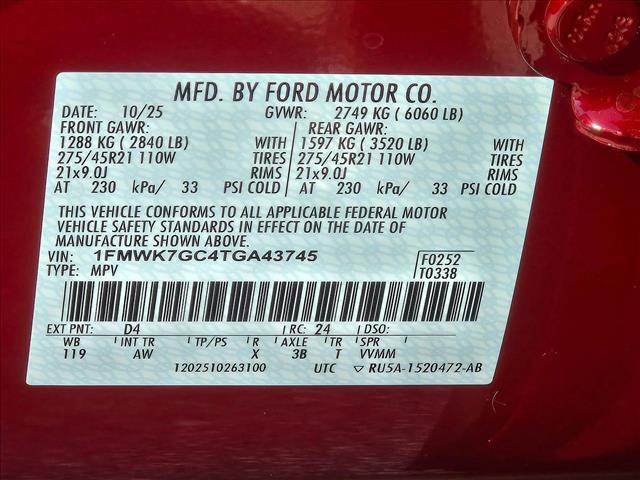 MFD. BY FORD MOTOR CO.
DATE: 10/25 GVWR: 2749 KG ( 6060 LB)
FRONT GAWR: REAR GAWR:
1288 KG ( 2840 LB) WITH 1597 KG ( 3520 LB) WITH
275/45R21 110W TIRES 275/45R21 110W TIRES
21x9.0J RIMS 21x9.0J RIMS
AT 230 kPa/ 33 PSI COLD AT 230 kPa/ 33 PSI COLD
THIS VEHICLE CONFORMS TO ALL APPLICABLE FEDERAL MOTOR
VEHICLE SAFETY STANDARDS IN EFFECT ON THE DATE OF
MANUFACTURE SHOWN ABOVE.
VIN: 1FMWK7GC4TGA43745 F0252
TYPE: MPV T0338
EXT PNT: D4 RC: 24 DSO:
WB INT TR TP/PS R AXLE TR SPR
119 AW X 3B T VVMM
1202510263100 UTC ▽ RU5A-1520472-AB